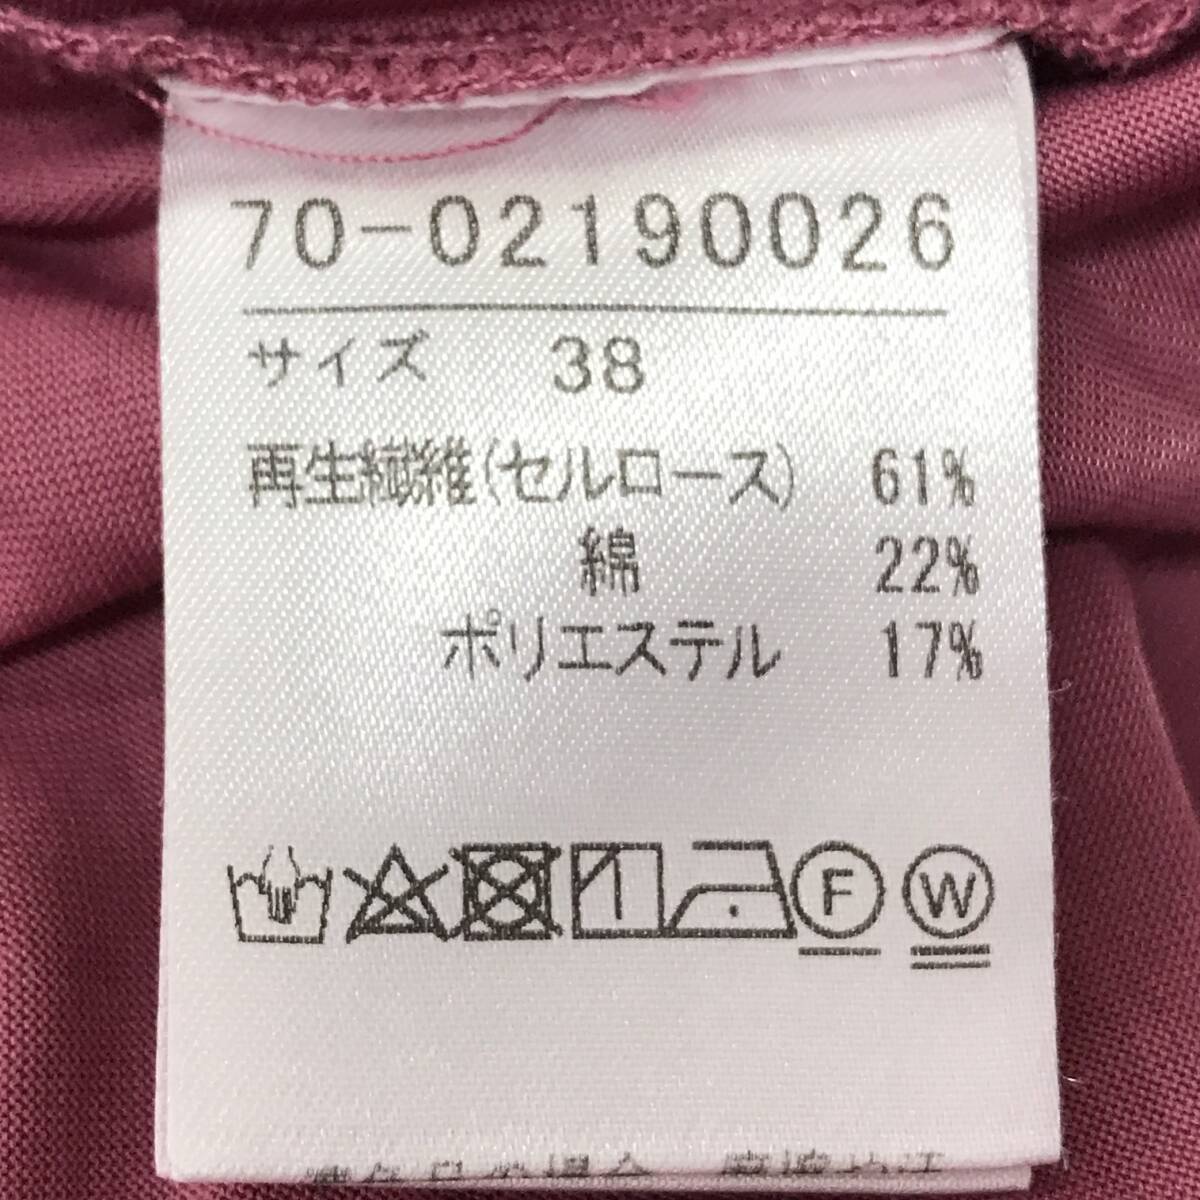 70-02190026
サイズ 38
再生繊維(セルロース) 61%
綿 22%
ポリエステル 17%
F W